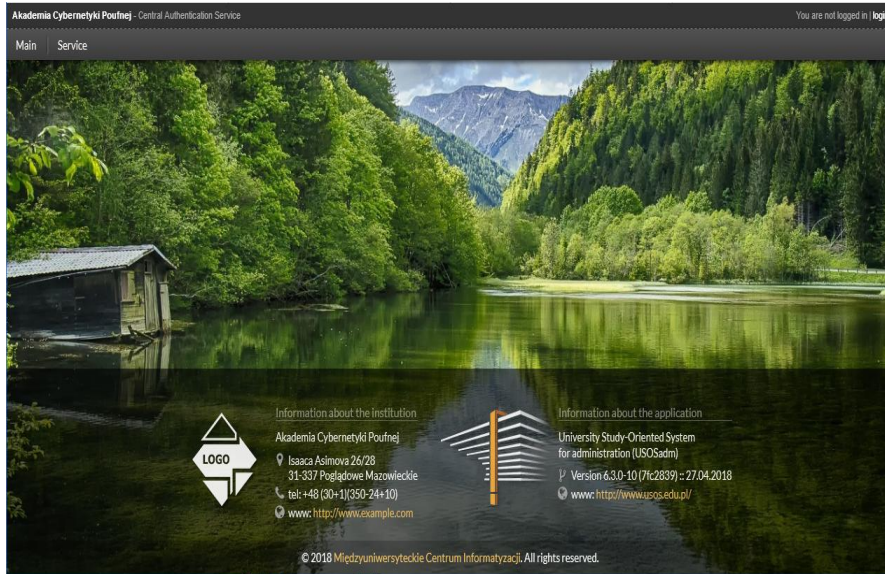 Akademia Cybernetyki Poufnej - Central Authentication Service
You are not logged in | logi
Main
Service
Information about the institution
LOGO
Akademia Cybernetyki Poufnej
Isaaca Asimova 26/28
31-337 Poglądowe Mazowieckie
tel: +48 (30+1)(350-24+10)
www: http://www.example.com
Information about the application
University Study-Oriented System
for administration (USOSadm)
Version 6.3.0-10 (7fc2839) :: 27.04.2018
www: http://www.usos.edu.pl/
© 2018 Międzyuniwersyteckie Centrum Informatyzacji. All rights reserved.